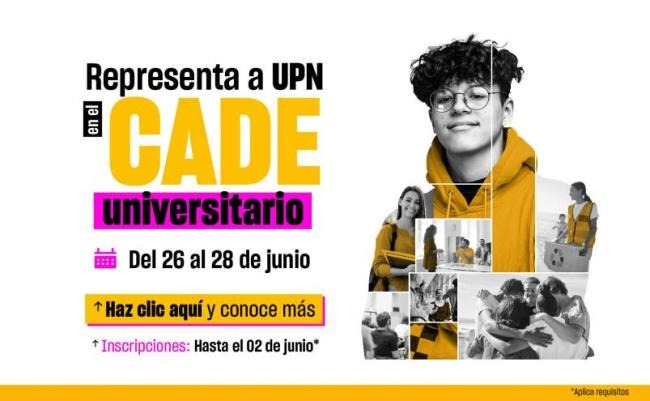 Representa a UPN
en el
CADE
universitario
Del 26 al 28 de junio
↑Haz clic aquí y conoce más
↑Inscripciones: Hasta el 02 de junio*
*Aplica requisitos